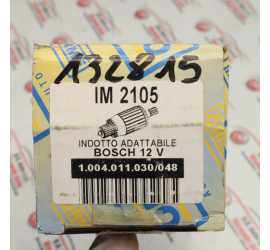 132815
IM 2105
INDOTTO ADATTABILE
BOSCH 12 V
1.004.011.030/048